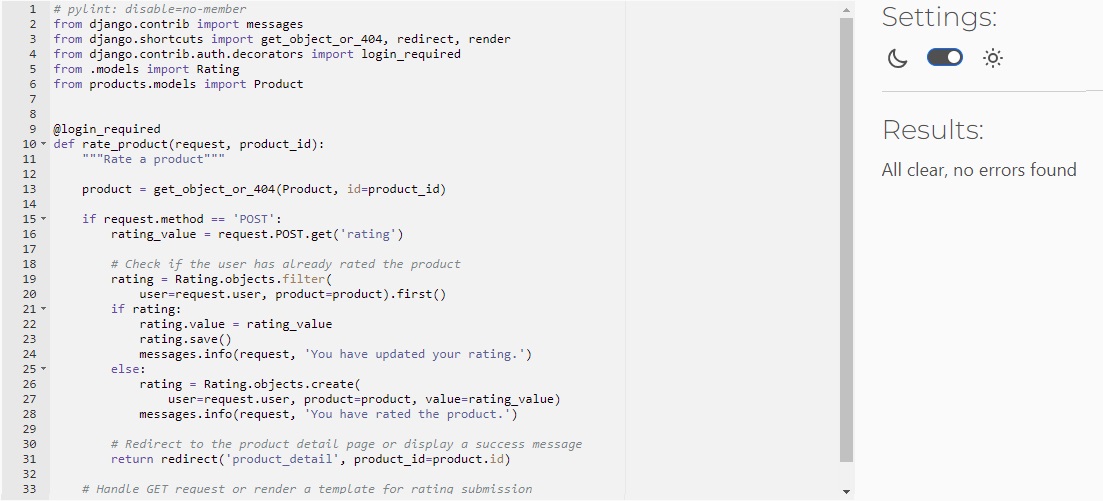 1 # pylint: disable=no-member
2 from django.contrib import messages
3 from django.shortcuts import get_object_or_404, redirect, render
4 from django.contrib.auth.decorators import login_required
5 from .models import Rating
6 from products.models import Product
7
8
9 @login_required
10 def rate_product(request, product_id):
11     """Rate a product"""
12
13     product = get_object_or_404(Product, id=product_id)
14
15     if request.method == 'POST':
16         rating_value = request.POST.get('rating')
17
18         # Check if the user has already rated the product
19         rating = Rating.objects.filter(
20             user=request.user, product=product).first()
21         if rating:
22             rating.value = rating_value
23             rating.save()
24             messages.info(request, 'You have updated your rating.')
25         else:
26             rating = Rating.objects.create(
27                 user=request.user, product=product, value=rating_value)
28             messages.info(request, 'You have rated the product.')
29
30         # Redirect to the product detail page or display a success message
31         return redirect('product_detail', product_id=product.id)
32
33     # Handle GET request or render a template for rating submission
Settings:
Results:
All clear, no errors found